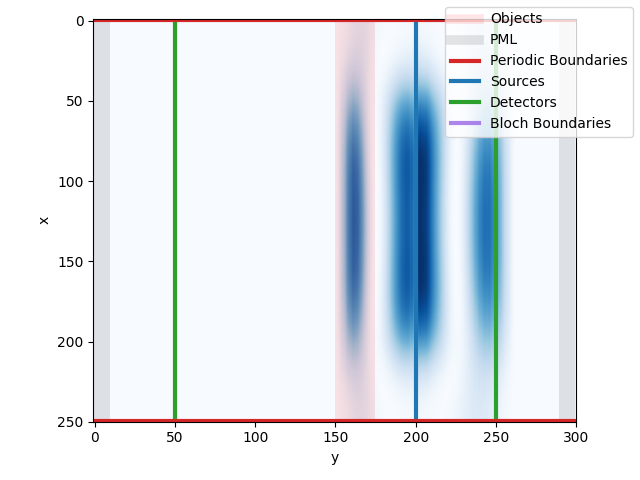 Objects
PML
Periodic Boundaries
Sources
Detectors
Bloch Boundaries
0
50
100
150
200
250
x
0 50 100 150 200 250 300
y